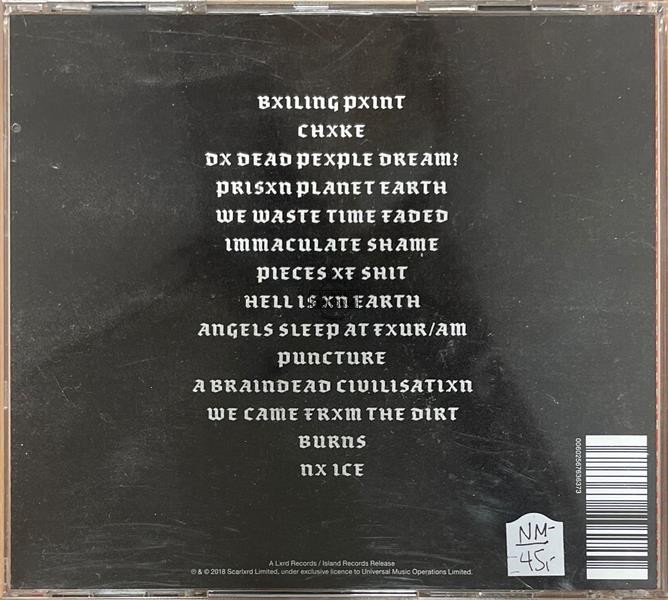 BXILING PXINT
CHXKE
DX DEAD PEXPLE DREAM?
PRISXN PLANET EARTH
WE WASTE TIME FADED
IMMACULATE SHAME
PIECES XF SHIT
HELL IS XN EARTH
ANGELS SLEEP AT FXUR/AM
PUNCTURE
A BRAINDEAD CIVILISATIXN
WE CAME FRXM THE DIRT
BURNS
NX ICE
00602567636373
NM-
-45,-
A Lxrd Records / Island Records Release
℗ & © 2018 Scarlxrd Limited, under exclusive licence to Universal Music Operations Limited.